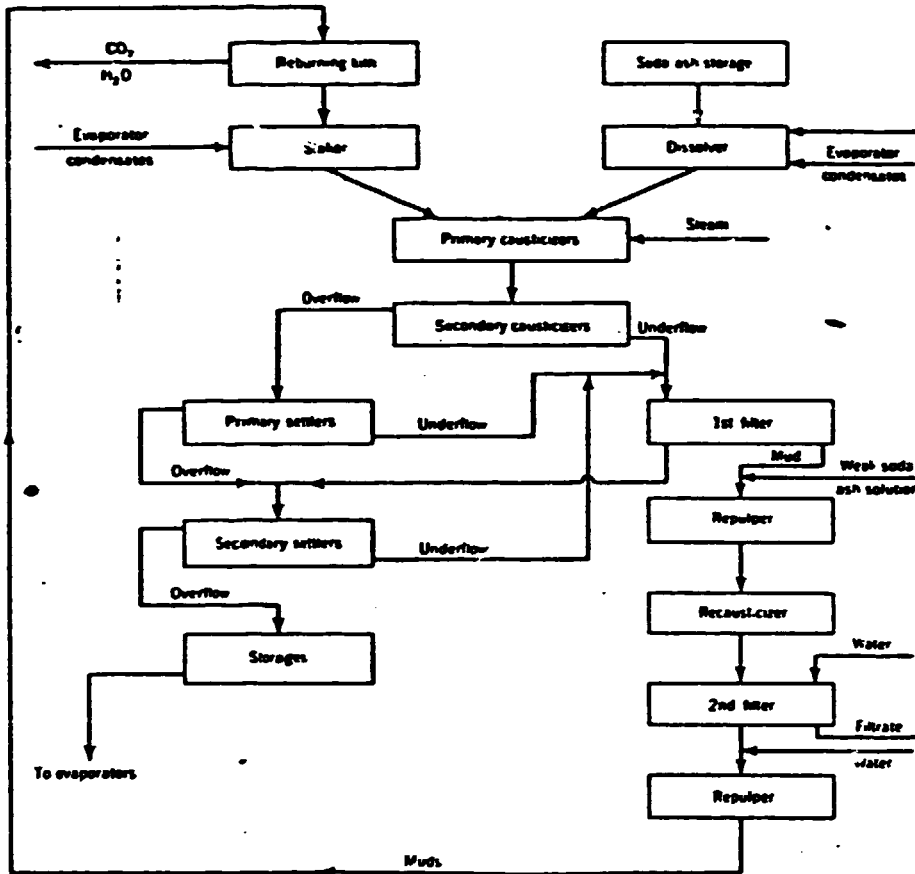 CO₂
H₂O
Reburning kiln
Soda ash storage
Evaporator
condensates
Slaker
Dissolver
Evaporator
condensates
Primary causticizers
Steam
Overflow
Secondary causticizers
Underflow
Primary settlers
Underflow
1st filter
Mud
Overflow
Weak soda
ash solution
Secondary settlers
Underflow
Repulper
Overflow
Recausticizer
Storages
Water
2nd filter
Filtrate
Water
To evaporators
Repulper
Muds